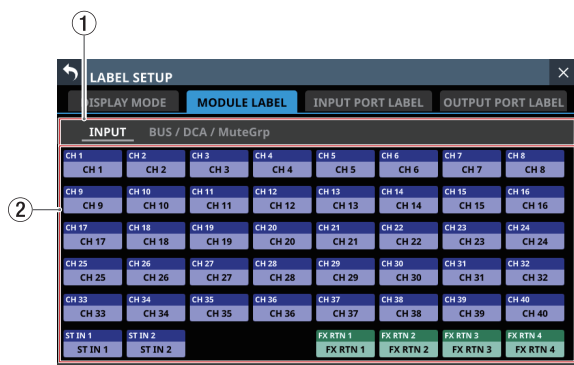 1
LABEL SETUP
DISPLAY MODE MODULE LABEL INPUT PORT LABEL OUTPUT PORT LABEL
INPUT BUS / DCA / MuteGrp
CH 1 CH 2 CH 3 CH 4 CH 5 CH 6 CH 7 CH 8
CH 1 CH 2 CH 3 CH 4 CH 5 CH 6 CH 7 CH 8
CH 9 CH 10 CH 11 CH 12 CH 13 CH 14 CH 15 CH 16
2 CH 9 CH 10 CH 11 CH 12 CH 13 CH 14 CH 15 CH 16
CH 17 CH 18 CH 19 CH 20 CH 21 CH 22 CH 23 CH 24
CH 17 CH 18 CH 19 CH 20 CH 21 CH 22 CH 23 CH 24
CH 25 CH 26 CH 27 CH 28 CH 29 CH 30 CH 31 CH 32
CH 25 CH 26 CH 27 CH 28 CH 29 CH 30 CH 31 CH 32
CH 33 CH 34 CH 35 CH 36 CH 37 CH 38 CH 39 CH 40
CH 33 CH 34 CH 35 CH 36 CH 37 CH 38 CH 39 CH 40
ST IN 1 ST IN 2 FX RTN 1 FX RTN 2 FX RTN 3 FX RTN 4
ST IN 1 ST IN 2 FX RTN 1 FX RTN 2 FX RTN 3 FX RTN 4